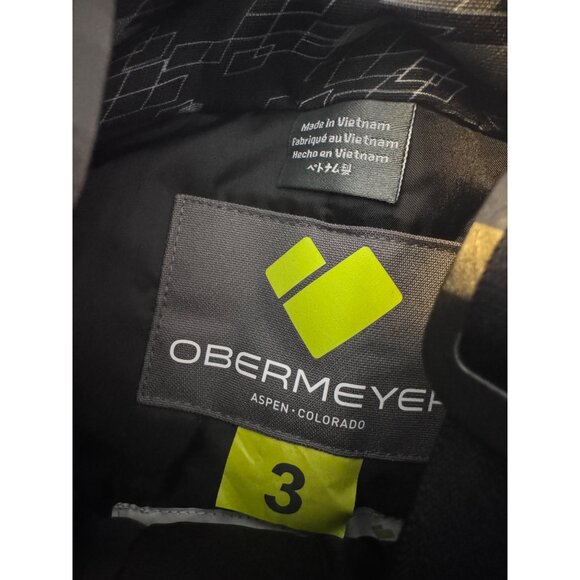 Made in Vietnam
Fabriqué au Vietnam
Hecho en Vietnam
ベトナム製
OBERMEYER
ASPEN · COLORADO
3